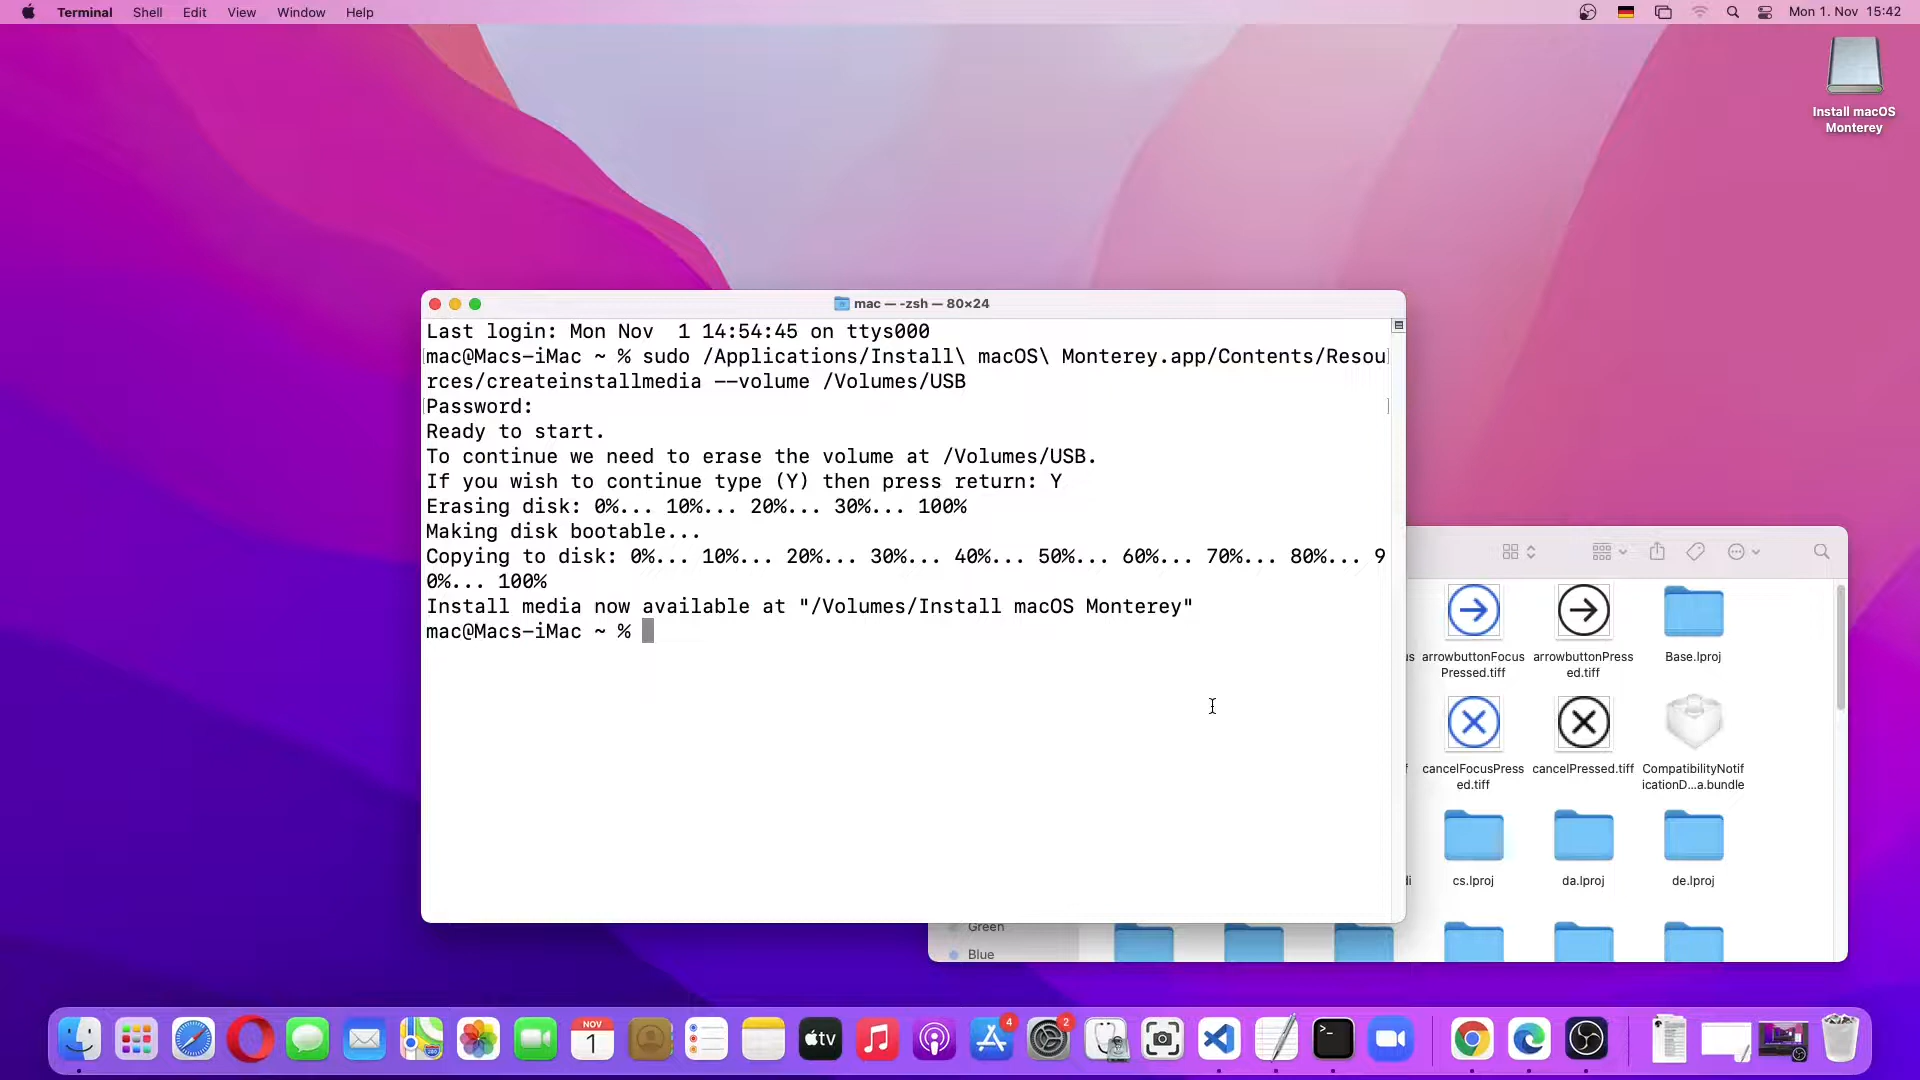 Terminal Shell Edit View Window Help
Mon 1. Nov 15:42
Install macOS
Monterey
mac — -zsh — 80×24
Last login: Mon Nov  1 14:54:45 on ttys000
mac@Macs-iMac ~ % sudo /Applications/Install\ macOS\ Monterey.app/Contents/Resou
rces/createinstallmedia --volume /Volumes/USB
Password:
Ready to start.
To continue we need to erase the volume at /Volumes/USB.
If you wish to continue type (Y) then press return: Y
Erasing disk: 0%... 10%... 20%... 30%... 100%
Making disk bootable...
Copying to disk: 0%... 10%... 20%... 30%... 40%... 50%... 60%... 70%... 80%... 9
0%... 100%
Install media now available at "/Volumes/Install macOS Monterey"
mac@Macs-iMac ~ %
arrowbuttonFocus
Pressed.tiff
arrowbuttonPress
ed.tiff
Base.lproj
cancelFocusPress
ed.tiff
cancelPressed.tiff
CompatibilityNotif
icationD...a.bundle
cs.lproj
da.lproj
de.lproj
Green
Blue
NOV
1
tv
4
2